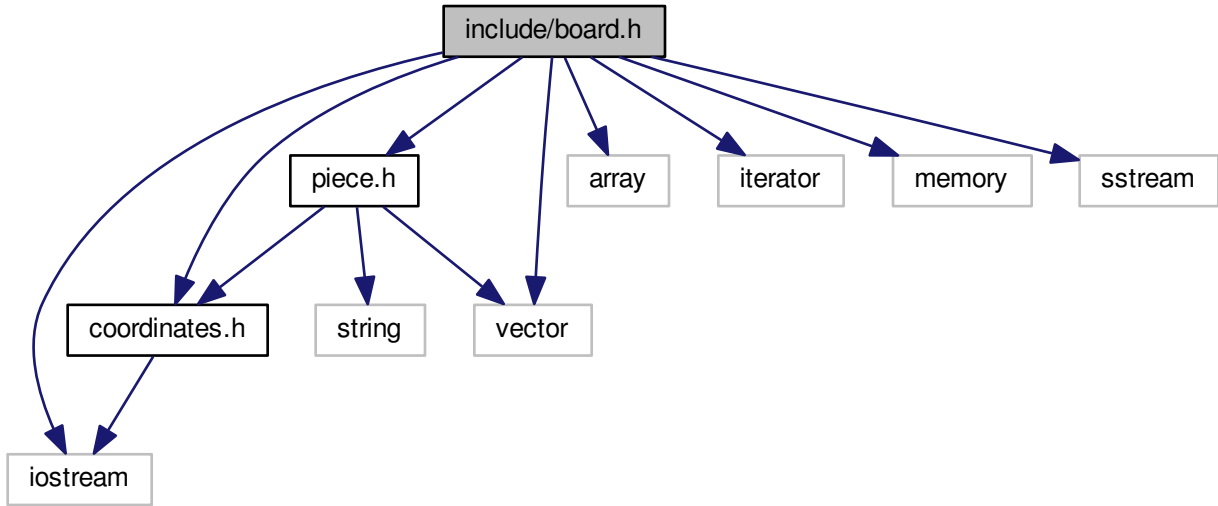 include/board.h
piece.h
array
iterator
memory
sstream
coordinates.h
string
vector
iostream